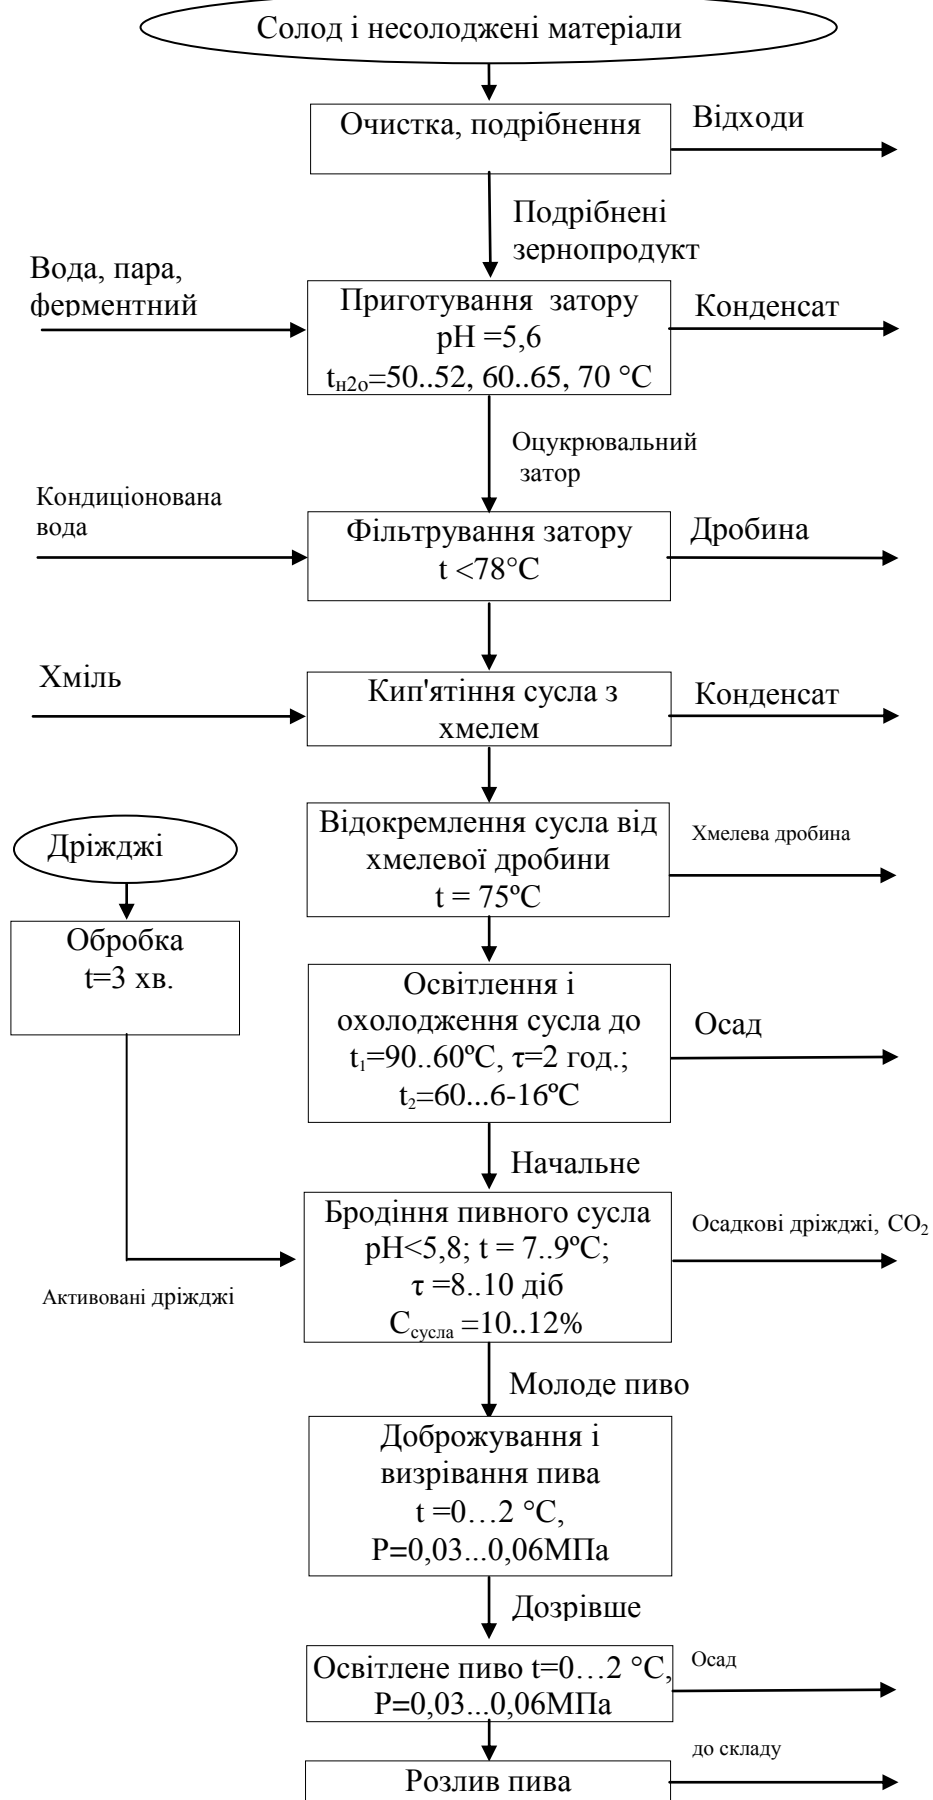 Солод і несолоджені матеріали
Очистка, подрібнення
Відходи
Подрібнені
зернопродукт
Вода, пара,
ферментний
Приготування затору
pH =5,6
tн2о=50..52, 60..65, 70 °С
Конденсат
Оцукрювальний
затор
Кондиціонована
вода
Фільтрування затору
t <78°С
Дробина
Хміль
Кип'ятіння сусла з
хмелем
Конденсат
Відокремлення сусла від
хмелевої дробини
t = 75ºС
Хмелева дробина
Дріжджі
Обробка
t=3 хв.
Освітлення і
охолодження сусла до
t₁=90..60ºС, τ=2 год.;
t₂=60...6-16ºС
Осад
Начальне
Бродіння пивного сусла
pH<5,8; t = 7..9ºС;
τ =8..10 діб
Ссусла =10..12%
Осадкові дріжджі, СО₂
Активовані дріжджі
Молоде пиво
Доброжування і
визрівання пива
t =0…2 °С,
Р=0,03...0,06МПа
Дозрівше
Освітлене пиво t=0…2 °С,
Р=0,03...0,06МПа
Осад
Розлив пива
до складу